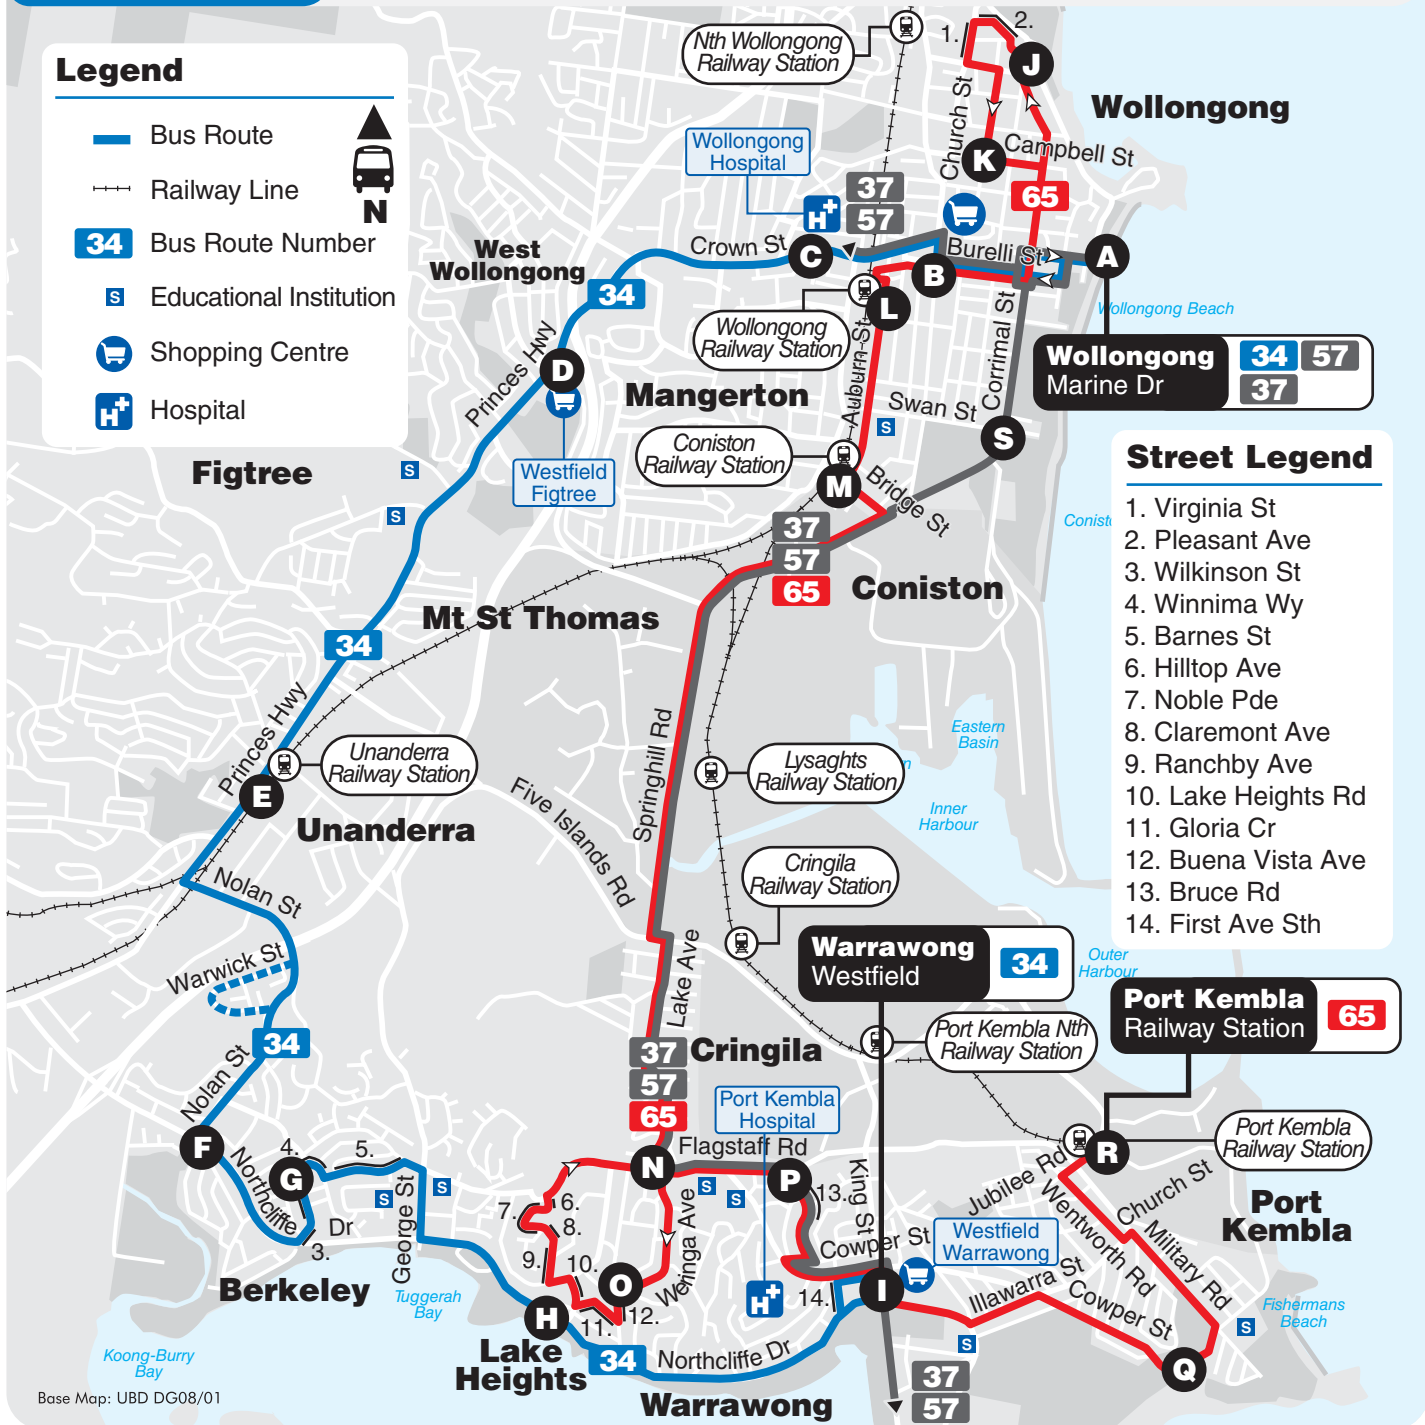 Legend
Bus Route
Railway Line
N
34 Bus Route Number
S Educational Institution
Shopping Centre
H Hospital
Nth Wollongong
Railway Station
1.
2.
J
Wollongong
Church St
K
Campbell St
65
Wollongong
Hospital
H
37
57
West
Wollongong
Crown St
C
Burelli St
A
B
34
Wollongong Beach
Wollongong
Railway Station
L
Princes Hwy
D
Mangerton
Auburn St
Corrimal St
Swan St
S
Wollongong
Marine Dr
34 57
37
Westfield
Figtree
Figtree
S
S
S
Coniston
Railway Station
M
Bridge St
37
57
65
Coniston
Mt St Thomas
34
Street Legend
1. Virginia St
2. Pleasant Ave
3. Wilkinson St
4. Winnima Wy
5. Barnes St
6. Hilltop Ave
7. Noble Pde
8. Claremont Ave
9. Ranchby Ave
10. Lake Heights Rd
11. Gloria Cr
12. Buena Vista Ave
13. Bruce Rd
14. First Ave Sth
Princes Hwy
Unanderra
Railway Station
E
Unanderra
Five Islands Rd
Springhill Rd
Lysaghts
Railway Station
Eastern
Basin
Inner
Harbour
Cringila
Railway Station
Nolan St
Warwick St
34
Nolan St
Lake Ave
Warrawong
Westfield
34
Outer
Harbour
Port Kembla
Railway Station
65
Port Kembla Nth
Railway Station
37
57
65
Cringila
Port Kembla
Hospital
H
Flagstaff Rd
N
P
13.
King St
Port Kembla
Railway Station
R
Jubilee Rd
Church St
Port
Kembla
Wentworth Rd
Military Rd
F
Northcliffe
Dr
G
4.
5.
3.
S
S
George St
Berkeley
Tuggerah
Bay
7.
6.
8.
9.
10.
11.
12.
O
Weringa Ave
S
S
Cowper St
14.
I
Westfield
Warrawong
Illawarra St
Cowper St
S
S
Q
Fishermans
Beach
H
Lake
Heights
34
Northcliffe Dr
Warrawong
37
57
Koong-Burry
Bay
Base Map: UBD DG08/01